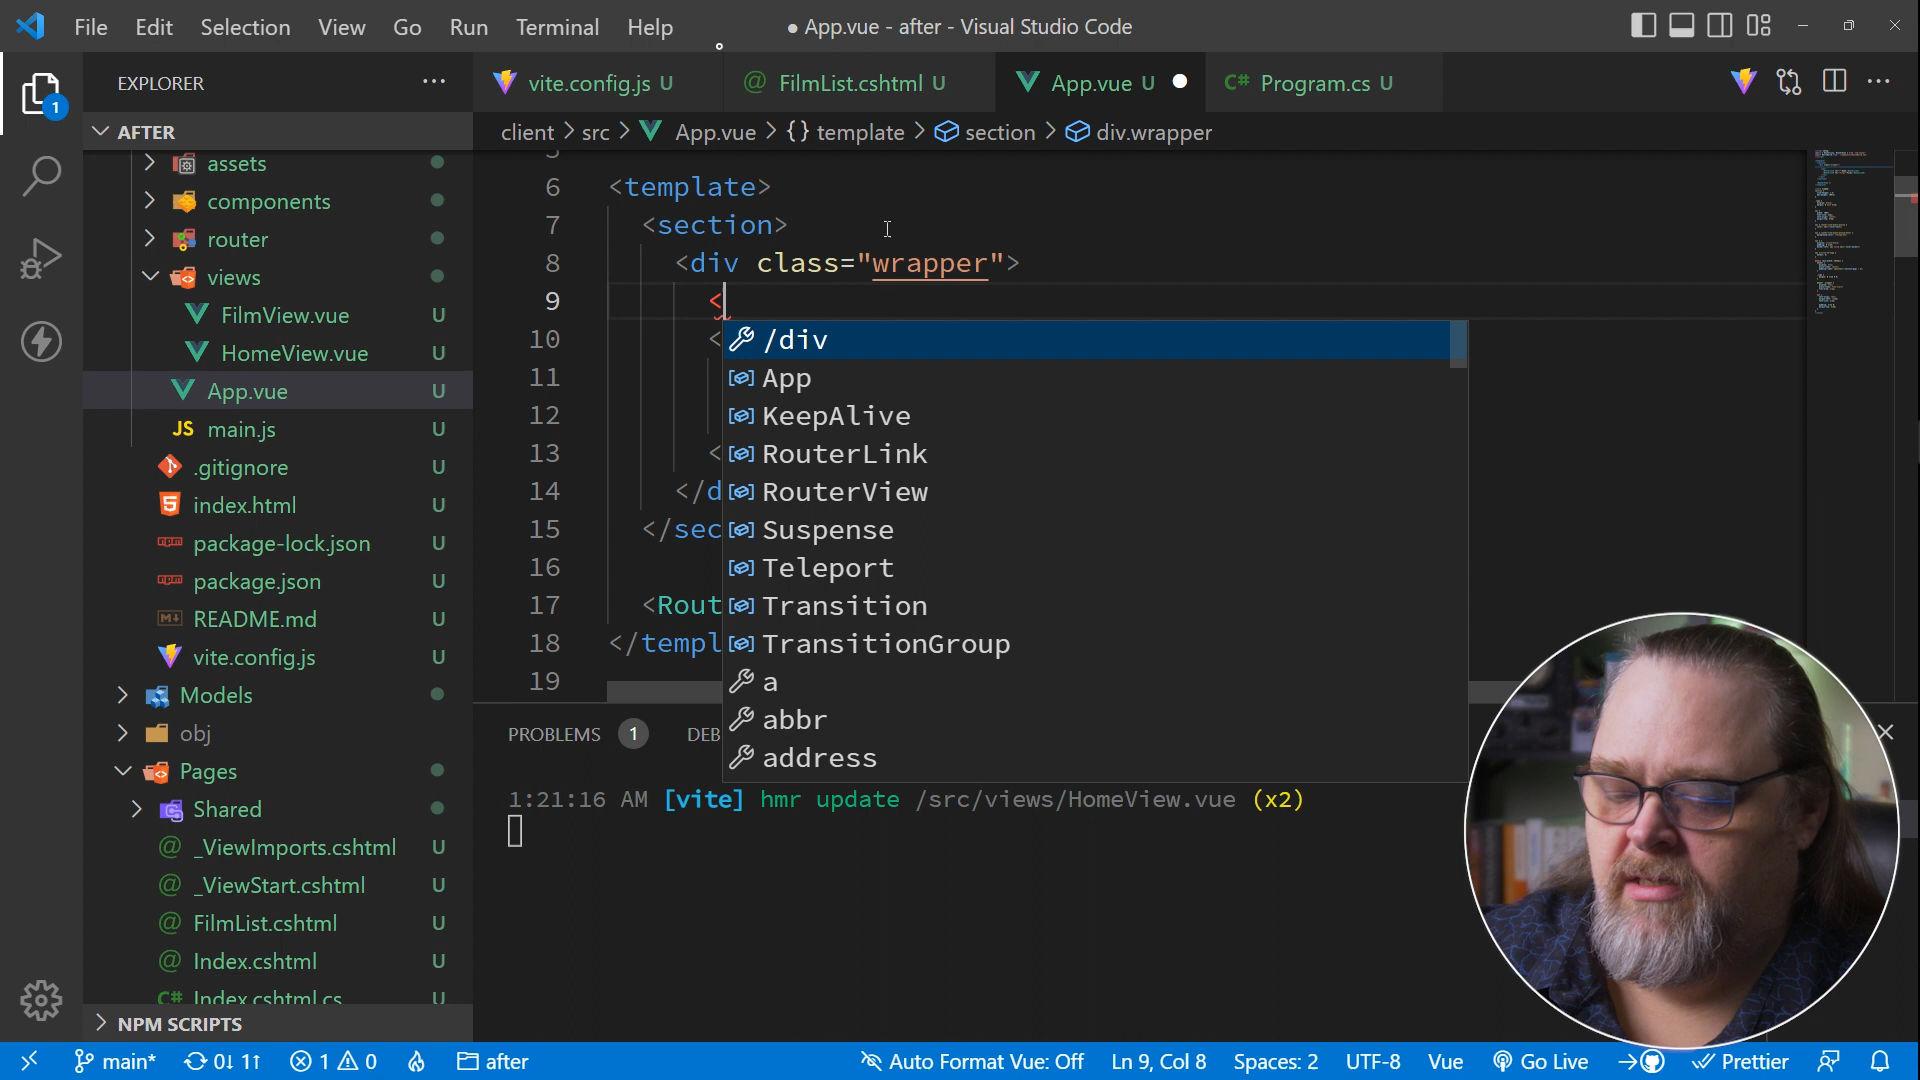 File Edit Selection View Go Run Terminal Help ● App.vue - after - Visual Studio Code
EXPLORER ···
vite.config.js U
FilmList.cshtml U
App.vue U
C# Program.cs U
AFTER
client > src > App.vue > {} template > section > div.wrapper
1
assets
components
router
views
FilmView.vue U
HomeView.vue U
App.vue U
JS main.js U
.gitignore U
index.html U
package-lock.json U
package.json U
README.md U
vite.config.js U
Models
obj
Pages
Shared
@ _ViewImports.cshtml U
@ _ViewStart.cshtml U
@ FilmList.cshtml U
@ Index.cshtml U
C# Index.cshtml.cs U
NPM SCRIPTS
6 <template>
7 <section>
8 <div class="wrapper">
9 <
10 <
11
12
13 <
14 </d
15 </sec
16
17 <Rout
18 </templ
19
/div
App
KeepAlive
RouterLink
RouterView
Suspense
Teleport
Transition
TransitionGroup
a
abbr
address
PROBLEMS 1 DEB
1:21:16 AM [vite] hmr update /src/views/HomeView.vue (x2)
main* 0↓ 1↑ 1 0 after Auto Format Vue: Off Ln 9, Col 8 Spaces: 2 UTF-8 Vue Go Live Prettier